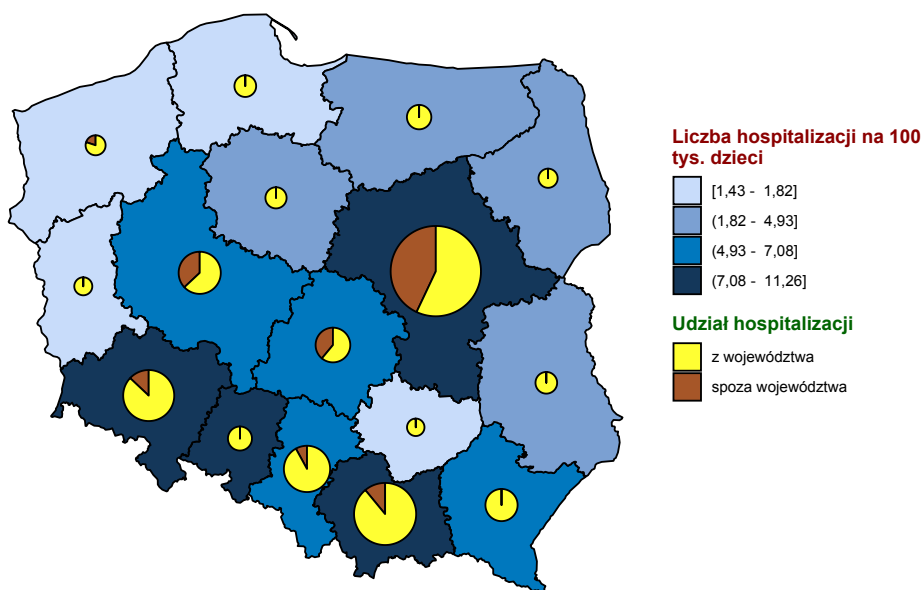 Liczba hospitalizacji na 100
tys. dzieci
[1,43 - 1,82]
(1,82 - 4,93]
(4,93 - 7,08]
(7,08 - 11,26]
Udział hospitalizacji
z województwa
spoza województwa